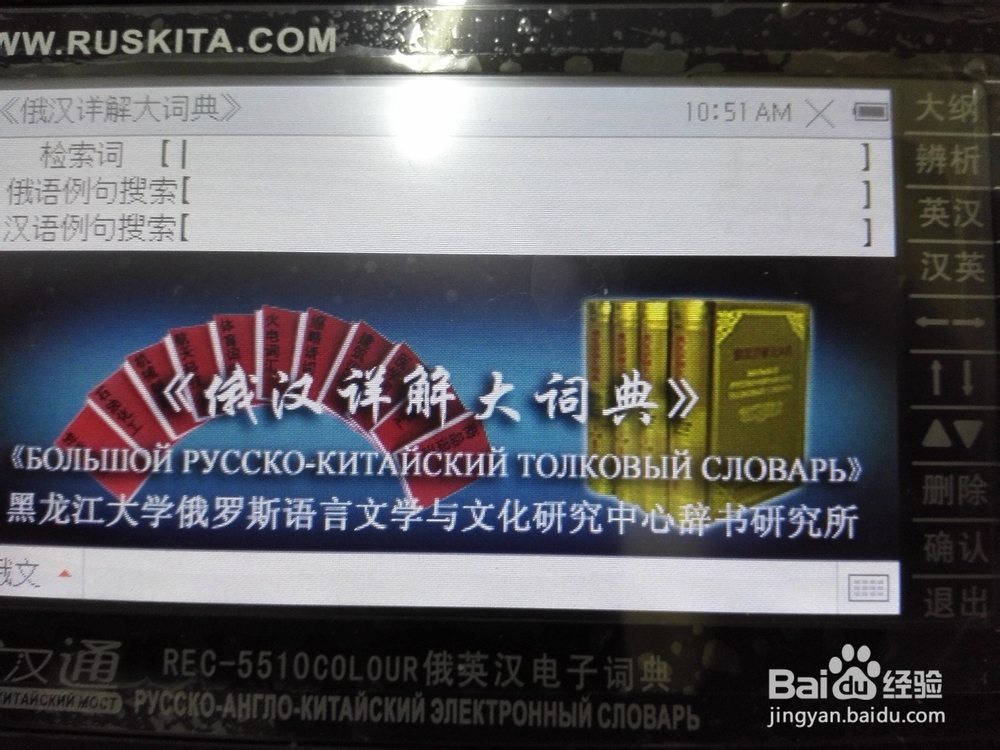 WW.RUSKITA.COM
《俄汉详解大词典》 10:51 AM
检索词 【 】
俄语例句搜索【 】
汉语例句搜索【 】
大纲
辨析
英汉
汉英
删除
确认
退出
火电词汇
《俄汉详解大词典》
《БОЛЬШОЙ РУССКО-КИТАЙСКИЙ ТОЛКОВЫЙ СЛОВАРЬ》
黑龙江大学俄罗斯语言文学与文化研究中心辞书研究所
俄文
汉通
КИТАЙСКИЙ МОСТ
REC-5510COLOUR俄英汉电子词典
РУССКО-АНГЛО-КИТАЙСКИЙ ЭЛЕКТРОННЫЙ СЛОВАРЬ
Baidu经验
jingyan.baidu.com